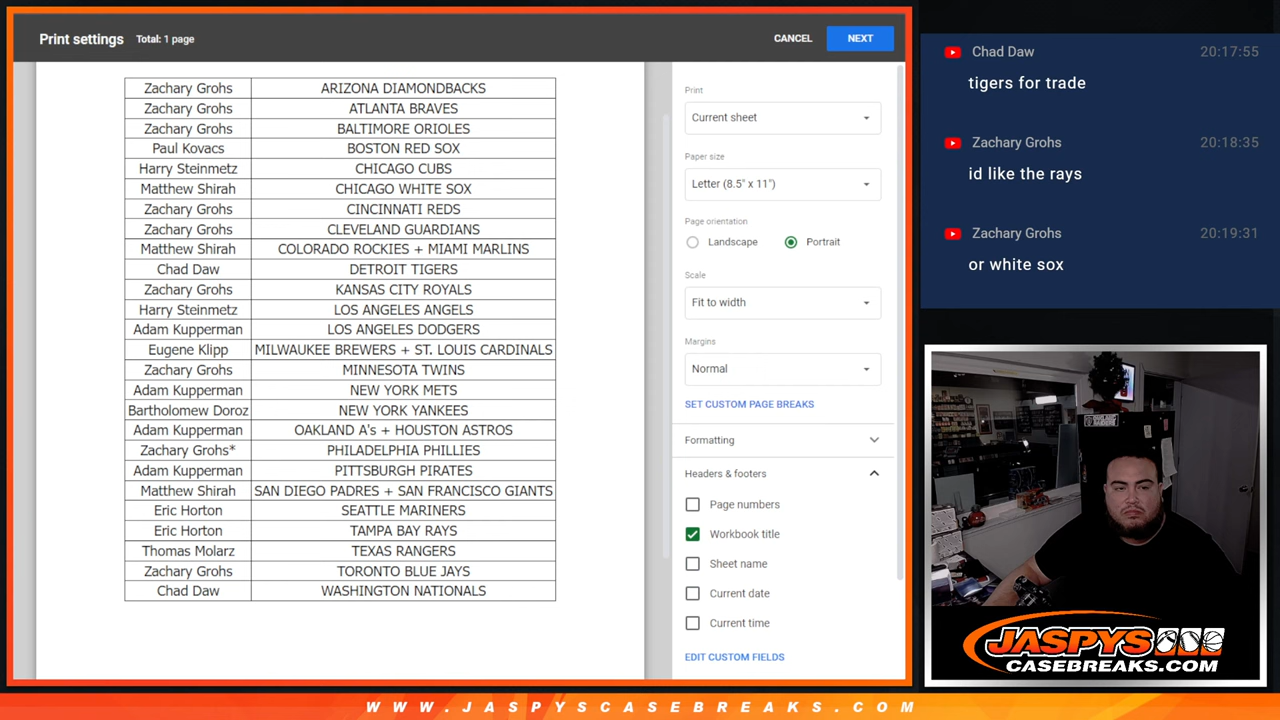 Print settings Total: 1 page
CANCEL NEXT
Zachary Grohs ARIZONA DIAMONDBACKS
Zachary Grohs ATLANTA BRAVES
Zachary Grohs BALTIMORE ORIOLES
Paul Kovacs BOSTON RED SOX
Harry Steinmetz CHICAGO CUBS
Matthew Shirah CHICAGO WHITE SOX
Zachary Grohs CINCINNATI REDS
Zachary Grohs CLEVELAND GUARDIANS
Matthew Shirah COLORADO ROCKIES + MIAMI MARLINS
Chad Daw DETROIT TIGERS
Zachary Grohs KANSAS CITY ROYALS
Harry Steinmetz LOS ANGELES ANGELS
Adam Kupperman LOS ANGELES DODGERS
Eugene Klipp MILWAUKEE BREWERS + ST. LOUIS CARDINALS
Zachary Grohs MINNESOTA TWINS
Adam Kupperman NEW YORK METS
Bartholomew Doroz NEW YORK YANKEES
Adam Kupperman OAKLAND A's + HOUSTON ASTROS
Zachary Grohs* PHILADELPHIA PHILLIES
Adam Kupperman PITTSBURGH PIRATES
Matthew Shirah SAN DIEGO PADRES + SAN FRANCISCO GIANTS
Eric Horton SEATTLE MARINERS
Eric Horton TAMPA BAY RAYS
Thomas Molarz TEXAS RANGERS
Zachary Grohs TORONTO BLUE JAYS
Chad Daw WASHINGTON NATIONALS
Print
Current sheet
Paper size
Letter (8.5" x 11")
Page orientation
Landscape Portrait
Scale
Fit to width
Margins
Normal
SET CUSTOM PAGE BREAKS
Formatting
Headers & footers
Page numbers
Workbook title
Sheet name
Current date
Current time
EDIT CUSTOM FIELDS
Chad Daw 20:17:55
tigers for trade
Zachary Grohs 20:18:35
id like the rays
Zachary Grohs 20:19:31
or white sox
JASPYS
CASEBREAKS.COM
WWW.JASPYSCASEBREAKS.COM